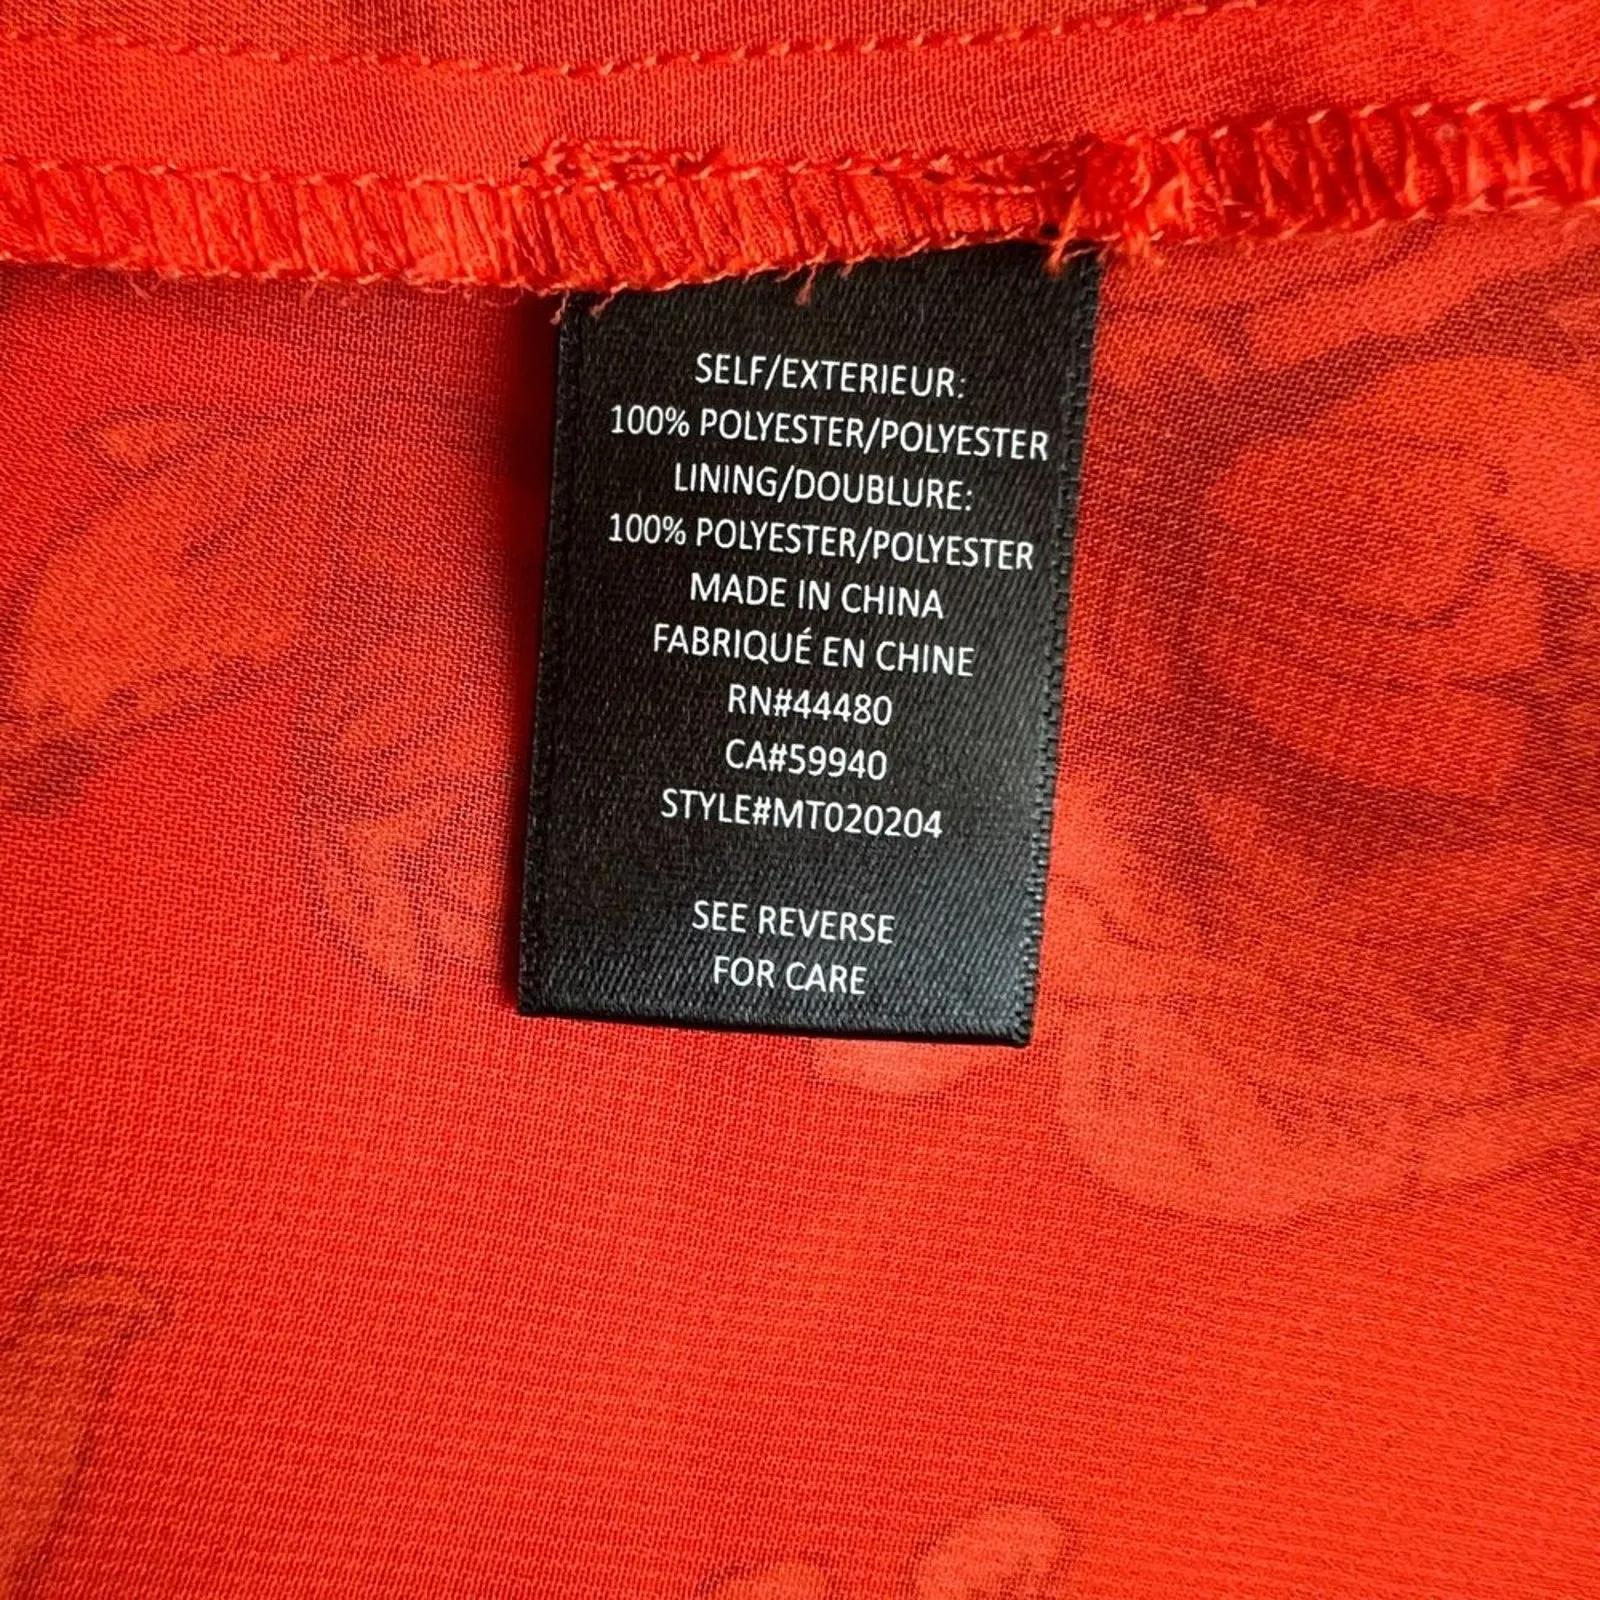 SELF/EXTERIEUR:
100% POLYESTER/POLYESTER
LINING/DOUBLURE:
100% POLYESTER/POLYESTER
MADE IN CHINA
FABRIQUÉ EN CHINE
RN#44480
CA#59940
STYLE#MT020204
SEE REVERSE
FOR CARE